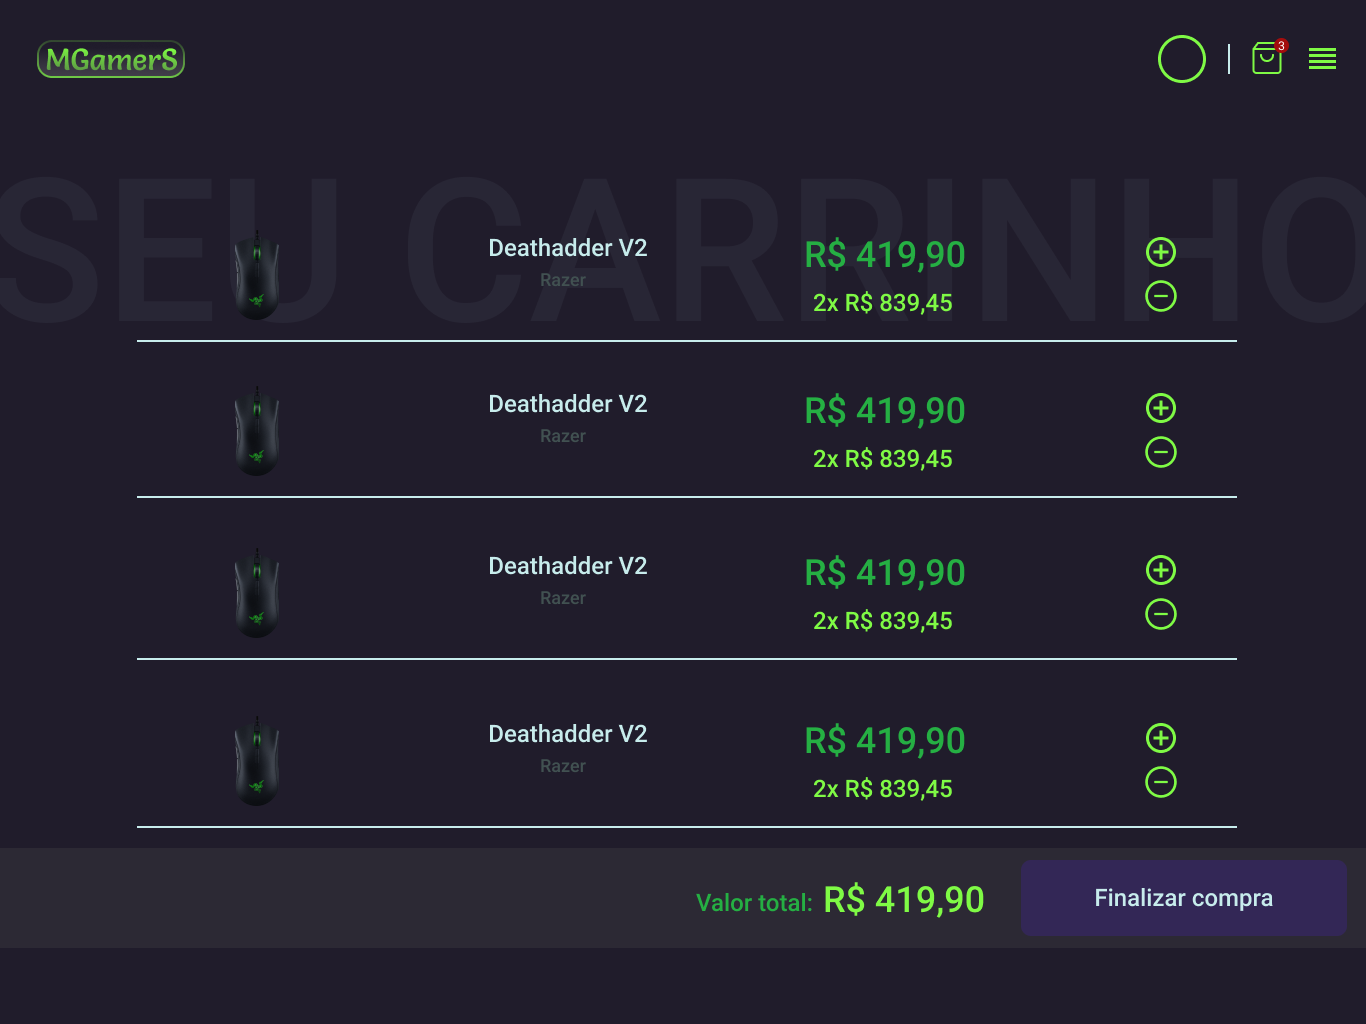 MGamerS
3
SEU CARRINHO
Deathadder V2
Razer
R$ 419,90
2x R$ 839,45
Deathadder V2
Razer
R$ 419,90
2x R$ 839,45
Deathadder V2
Razer
R$ 419,90
2x R$ 839,45
Deathadder V2
Razer
R$ 419,90
2x R$ 839,45
Valor total: R$ 419,90
Finalizar compra